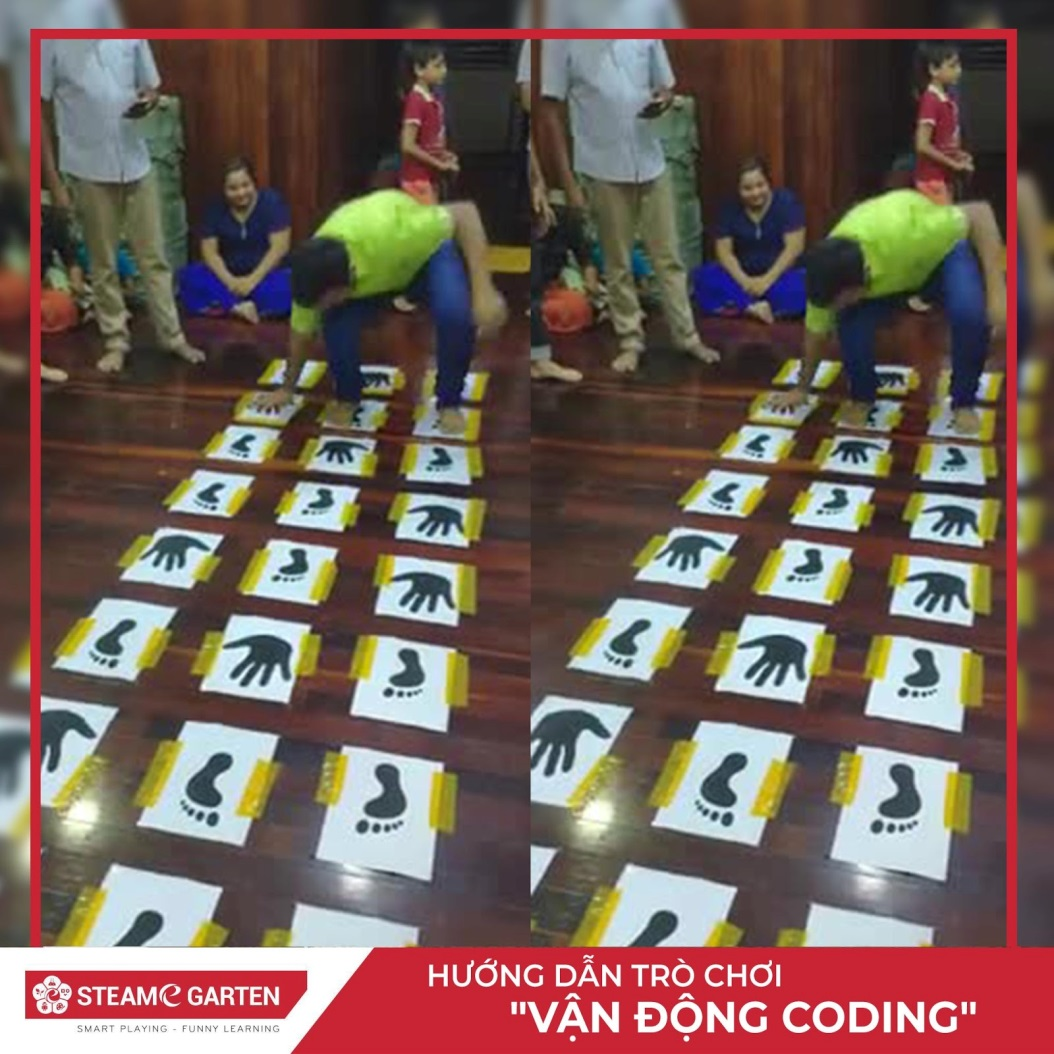 STEAMe GARTEN
SMART PLAYING - FUNNY LEARNING
HƯỚNG DẪN TRÒ CHƠI
"VẬN ĐỘNG CODING"